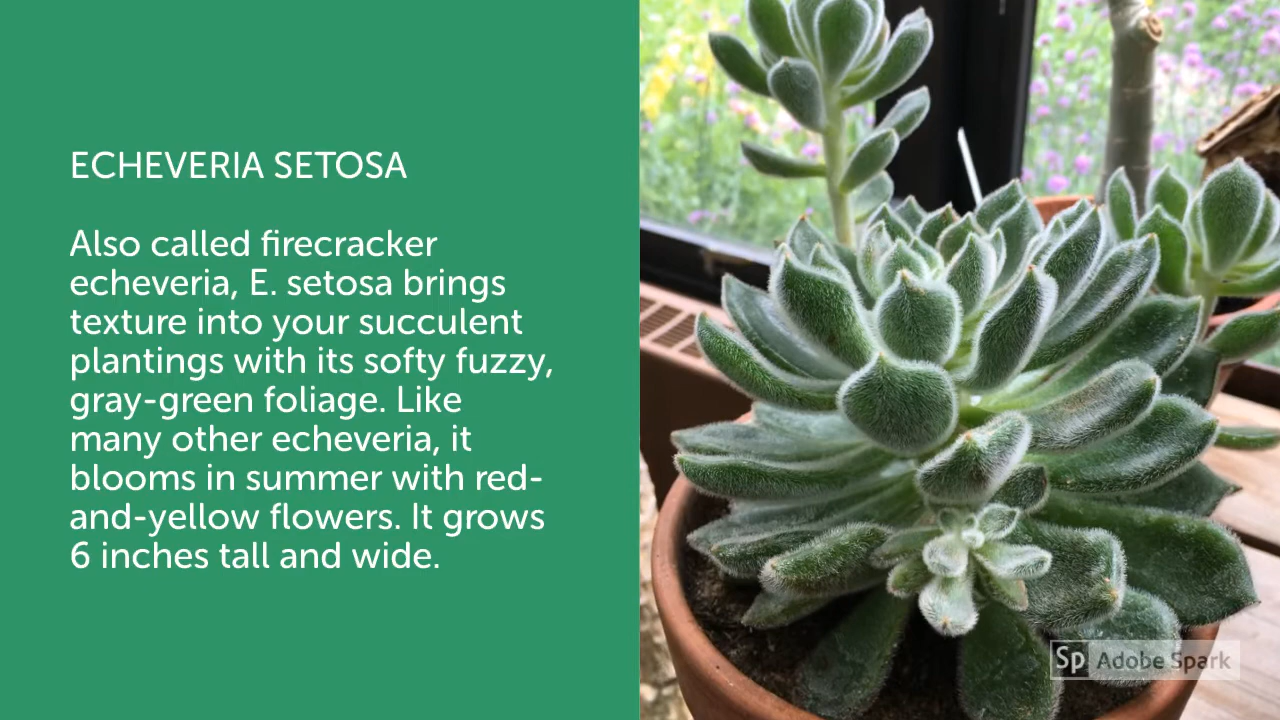 ECHEVERIA SETOSA
Also called firecracker
echeveria, E. setosa brings
texture into your succulent
plantings with its softy fuzzy,
gray-green foliage. Like
many other echeveria, it
blooms in summer with red-
and-yellow flowers. It grows
6 inches tall and wide.
Sp Adobe Spark